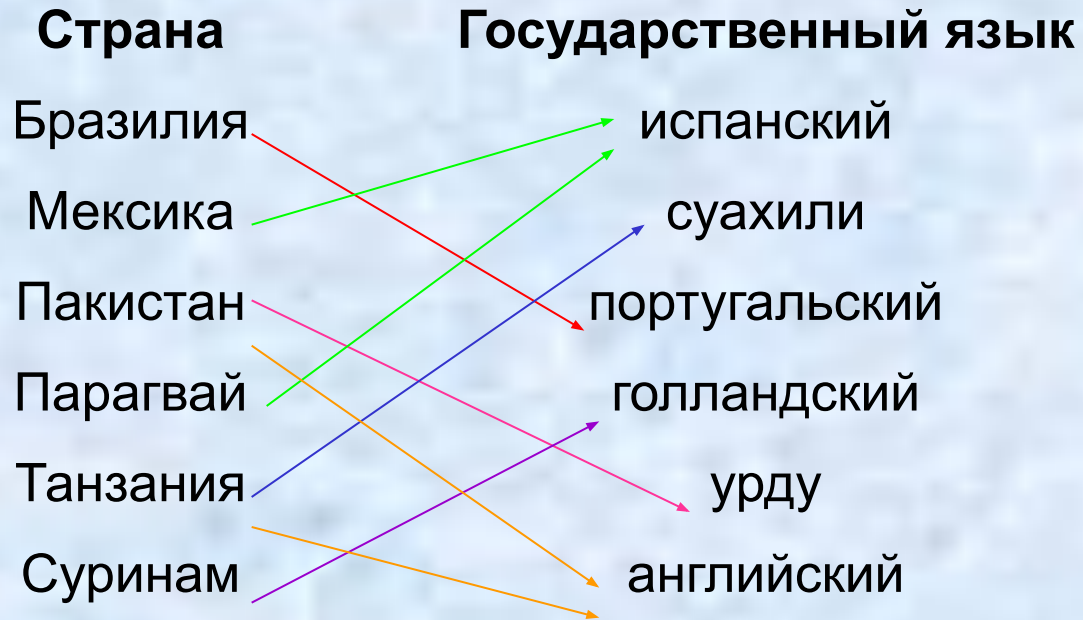 Страна Государственный язык
Бразилия испанский
Мексика суахили
Пакистан португальский
Парагвай голландский
Танзания урду
Суринам английский